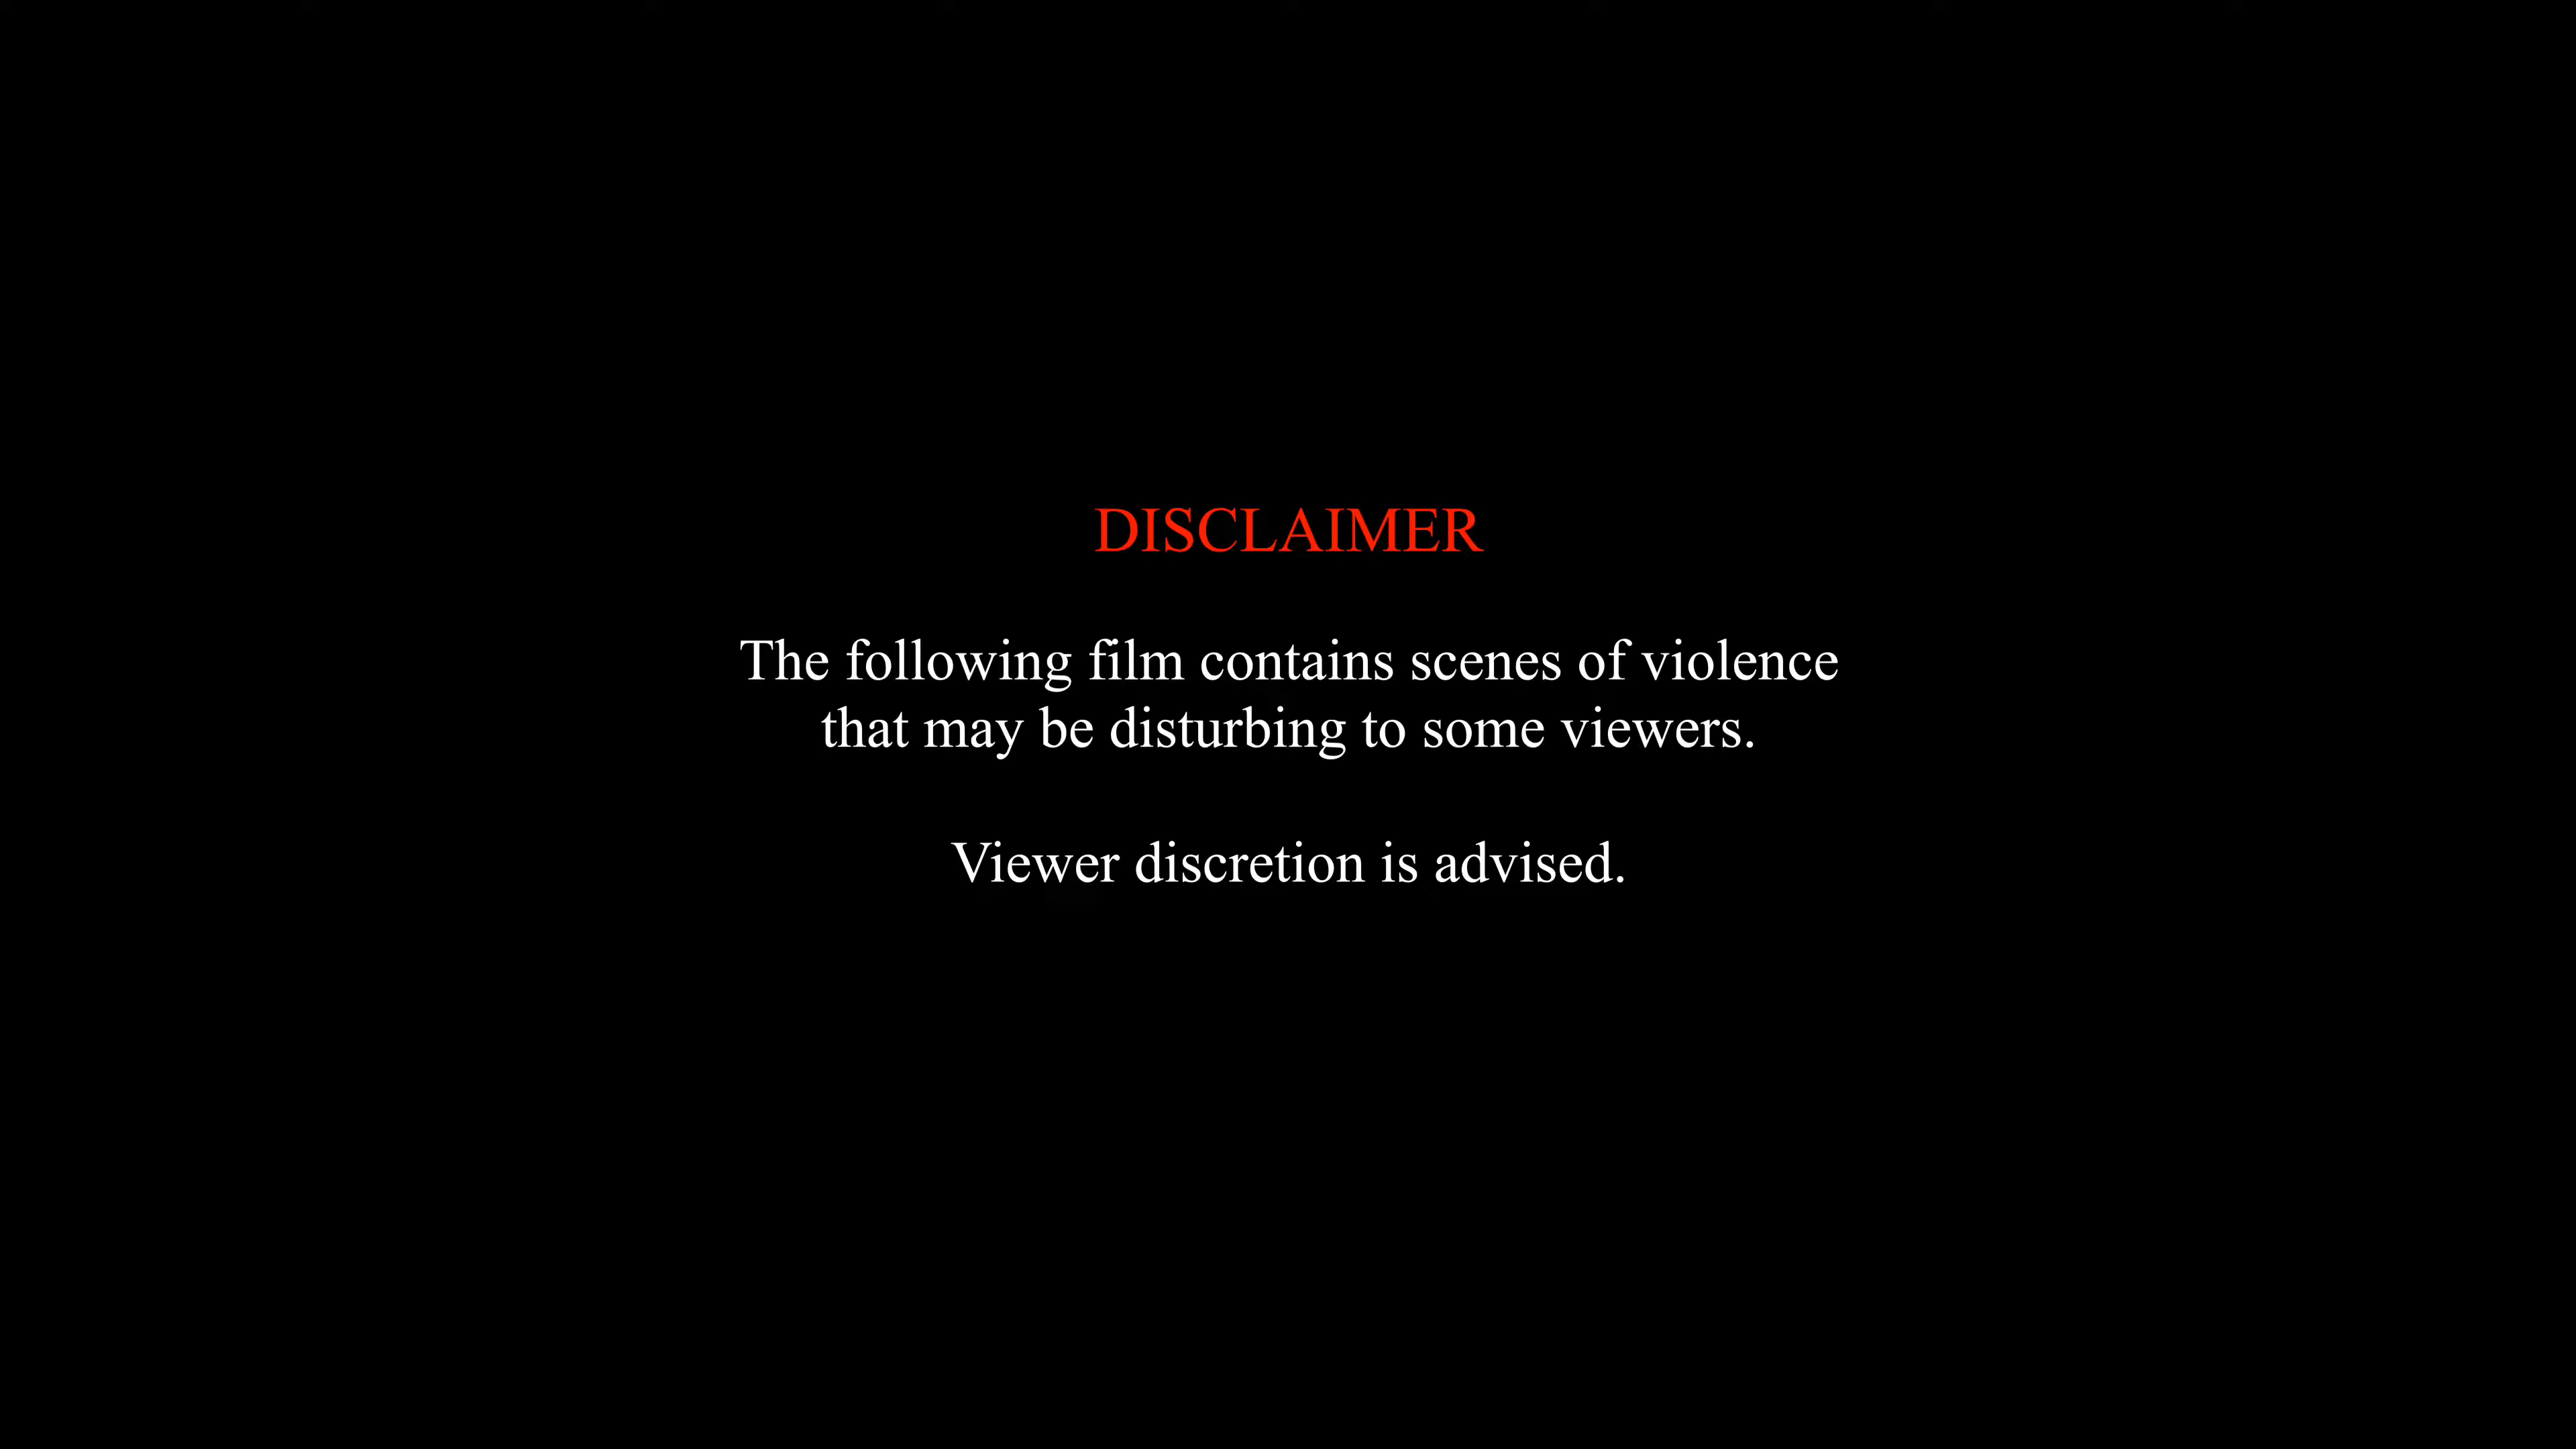 DISCLAIMER
The following film contains scenes of violence
that may be disturbing to some viewers.
Viewer discretion is advised.